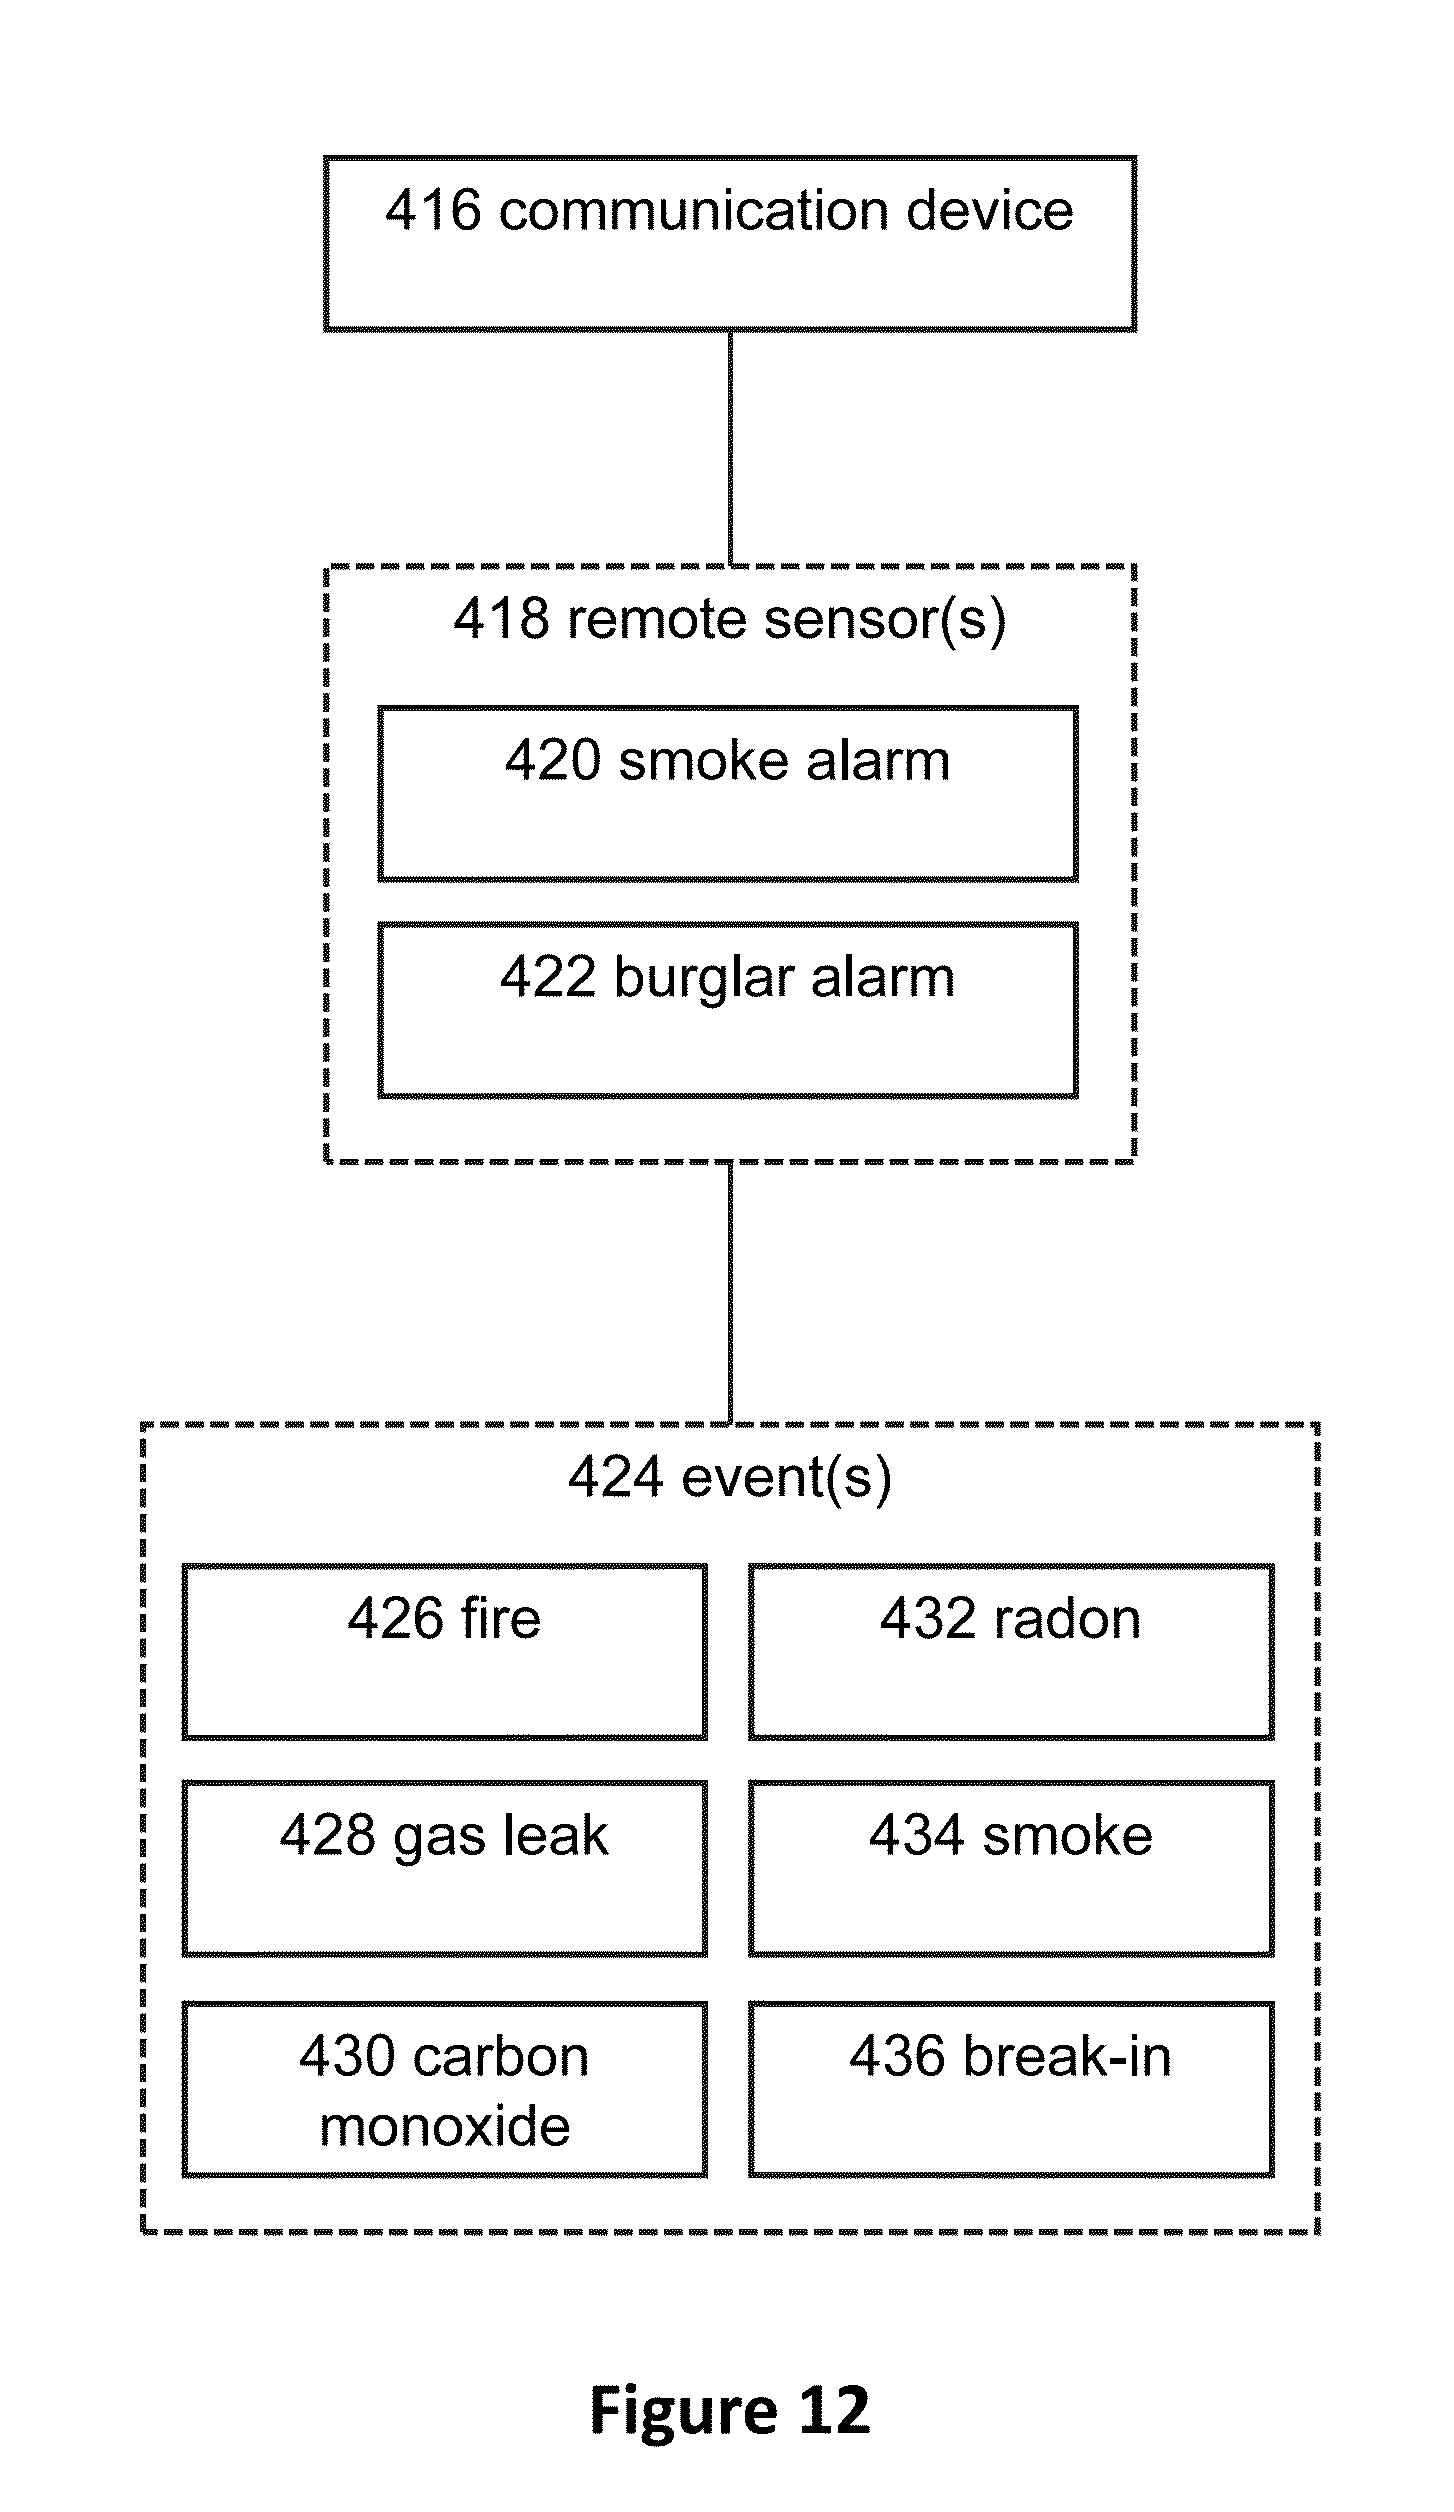 416 communication device
418 remote sensor(s)
420 smoke alarm
422 burglar alarm
424 event(s)
426 fire
432 radon
428 gas leak
434 smoke
430 carbon
monoxide
436 break-in
Figure 12